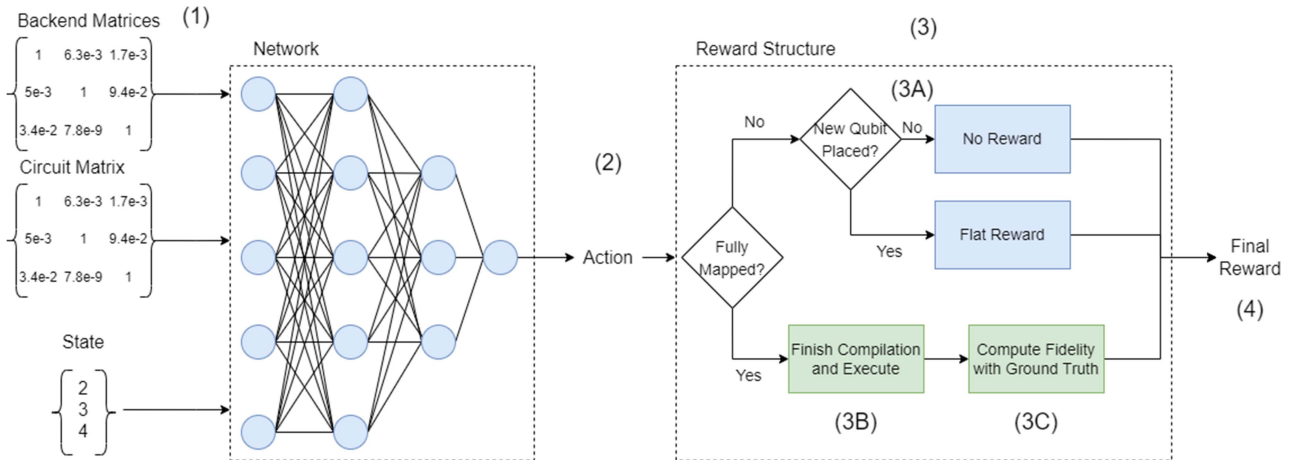 Backend Matrices
(1)
1 6.3e-3 1.7e-3
5e-3 1 9.4e-2
3.4e-2 7.8e-9 1
Circuit Matrix
1 6.3e-3 1.7e-3
5e-3 1 9.4e-2
3.4e-2 7.8e-9 1
State
2
3
4
Network
(2)
Action
(3)
Reward Structure
Fully
Mapped?
No
(3A)
New Qubit
Placed?
No
No Reward
Yes
Flat Reward
Yes
Finish Compilation
and Execute
(3B)
Compute Fidelity
with Ground Truth
(3C)
Final
Reward
(4)